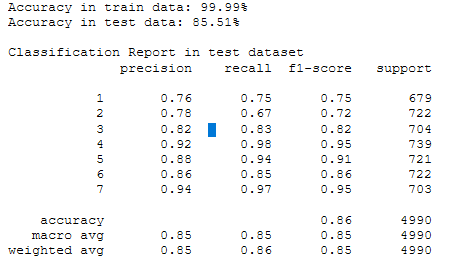 Accuracy in train data: 99.99%
Accuracy in test data: 85.51%
Classification Report in test dataset
precision recall f1-score support
1 0.76 0.75 0.75 679
2 0.78 0.67 0.72 722
3 0.82 0.83 0.82 704
4 0.92 0.98 0.95 739
5 0.88 0.94 0.91 721
6 0.86 0.85 0.86 722
7 0.94 0.97 0.95 703
accuracy 0.86 4990
macro avg 0.85 0.85 0.85 4990
weighted avg 0.85 0.86 0.85 4990